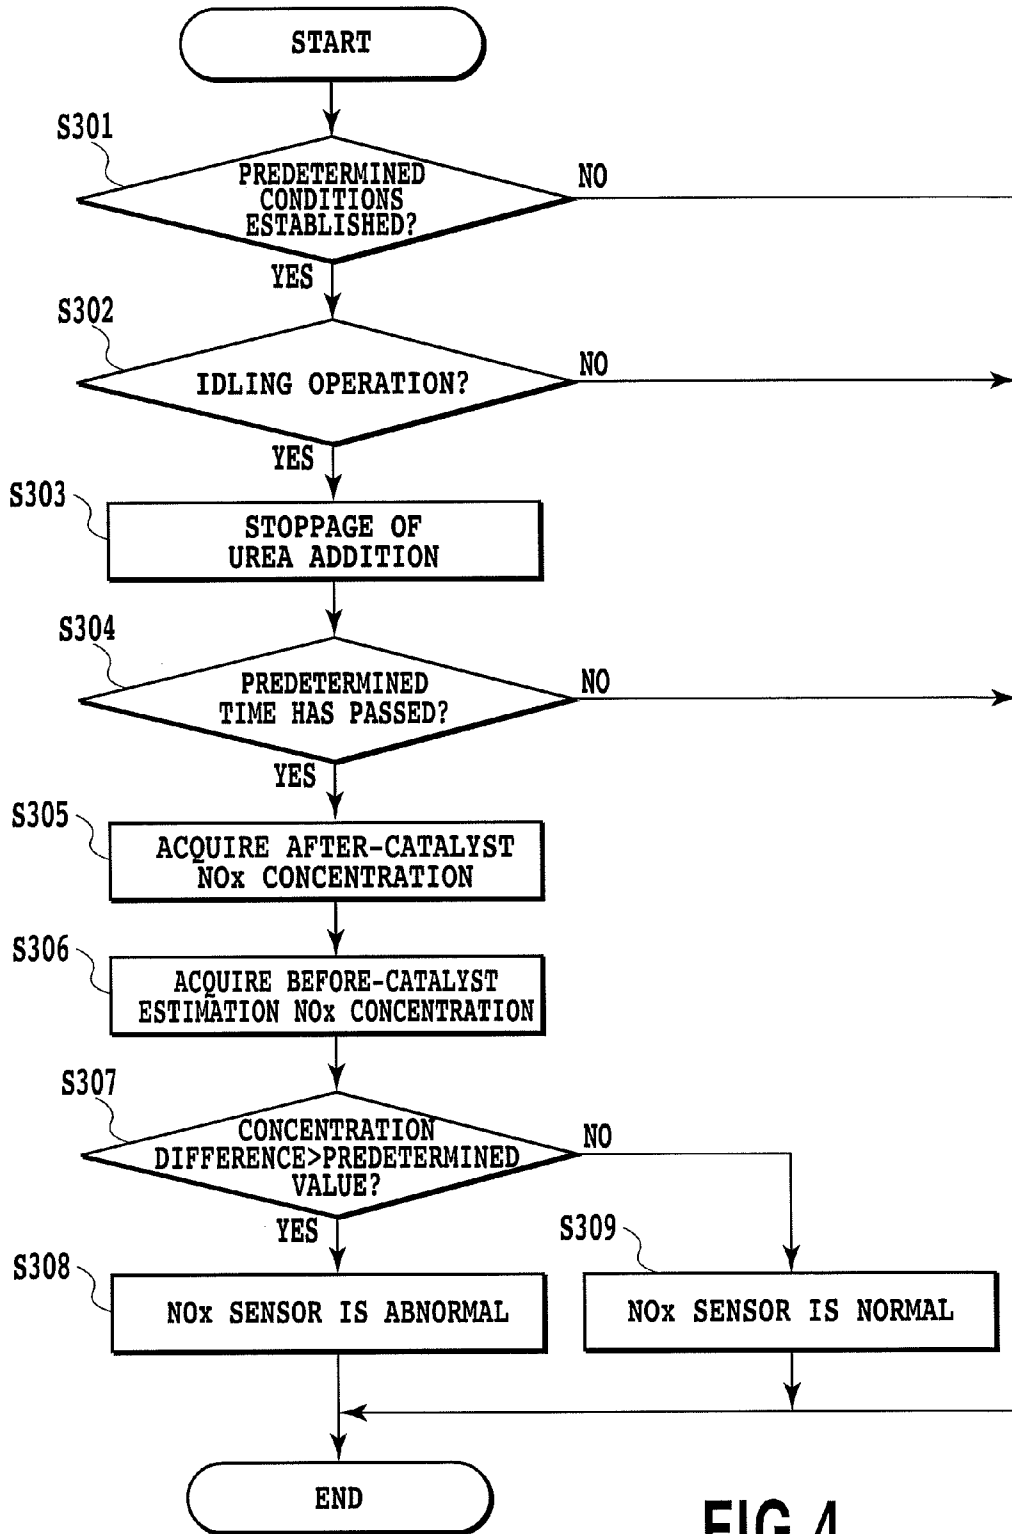 START
S301
PREDETERMINED
CONDITIONS
ESTABLISHED?
NO
YES
S302
IDLING OPERATION?
NO
YES
S303
STOPPAGE OF
UREA ADDITION
S304
PREDETERMINED
TIME HAS PASSED?
NO
YES
S305
ACQUIRE AFTER-CATALYST
NOx CONCENTRATION
S306
ACQUIRE BEFORE-CATALYST
ESTIMATION NOx CONCENTRATION
S307
CONCENTRATION
DIFFERENCE>PREDETERMINED
VALUE?
NO
YES
S308
NOx SENSOR IS ABNORMAL
S309
NOx SENSOR IS NORMAL
END
FIG.4